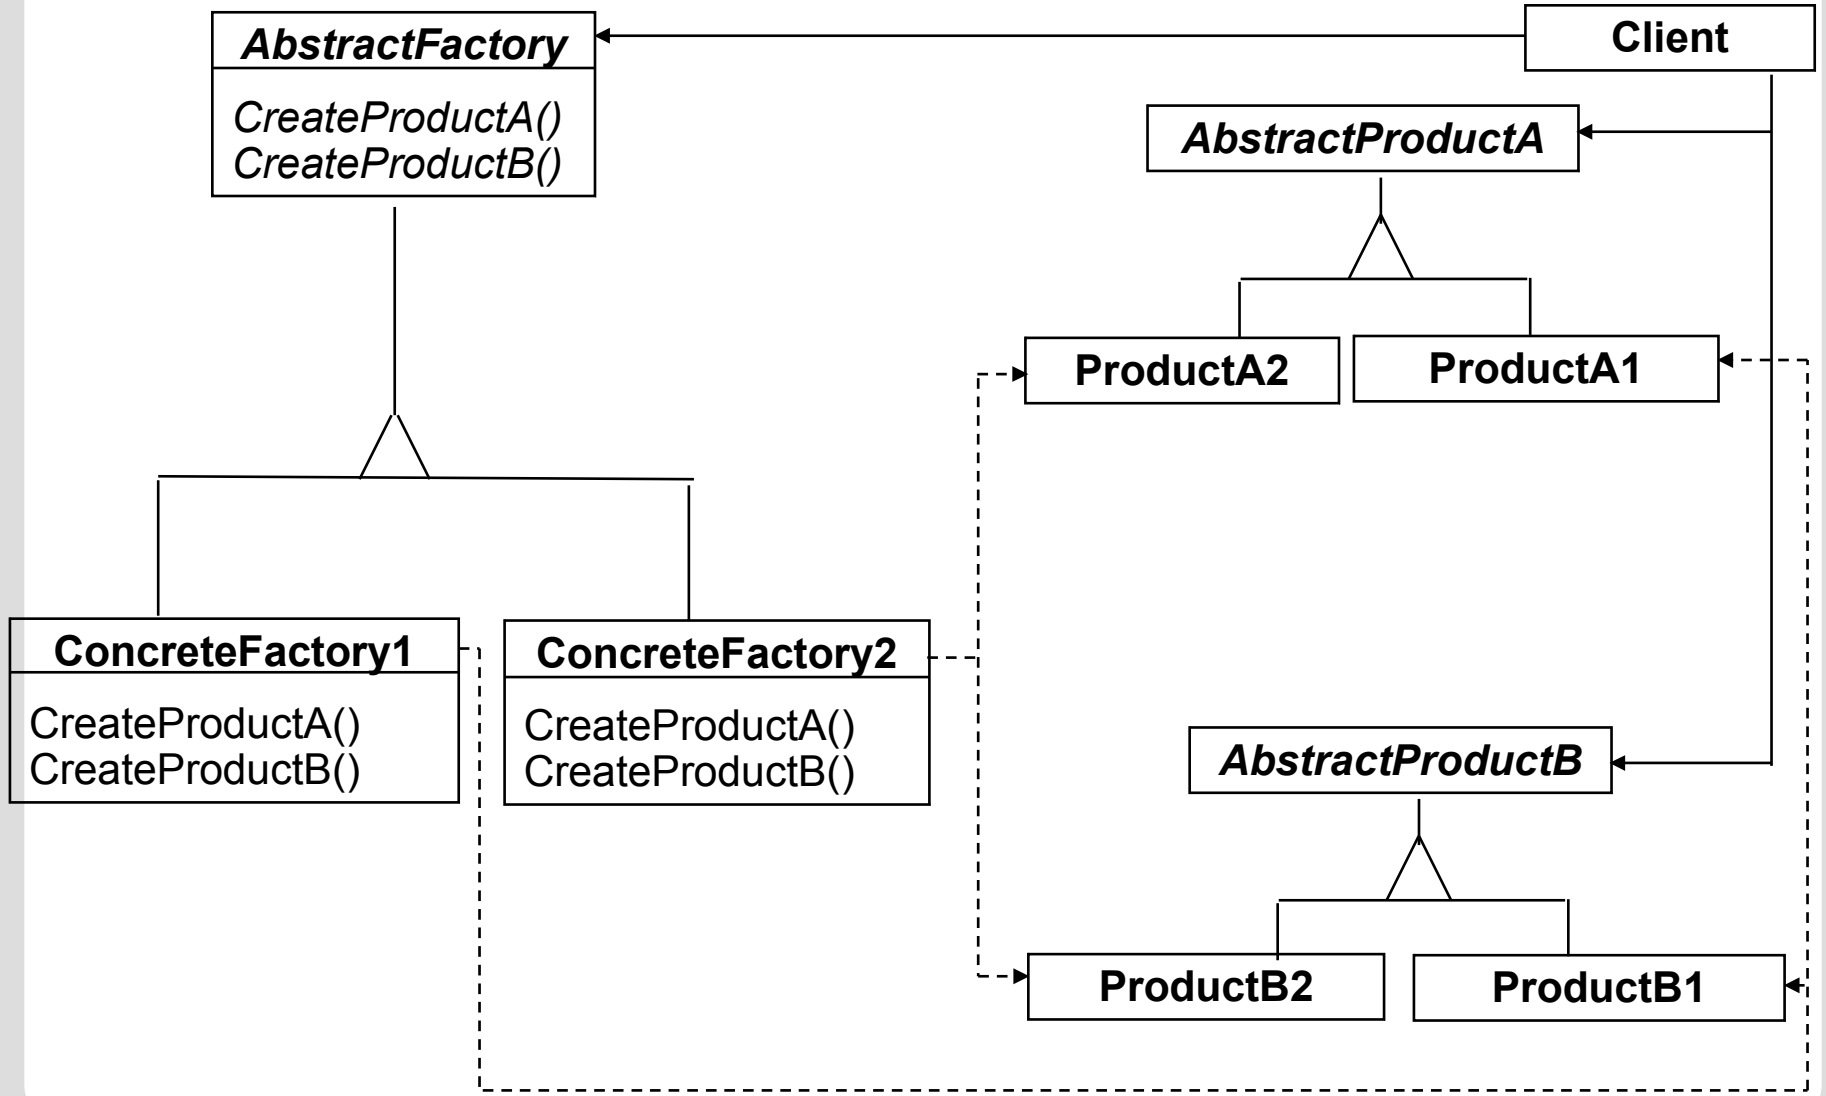 AbstractFactory
CreateProductA()
CreateProductB()
Client
AbstractProductA
ProductA2
ProductA1
ConcreteFactory1
CreateProductA()
CreateProductB()
ConcreteFactory2
CreateProductA()
CreateProductB()
AbstractProductB
ProductB2
ProductB1